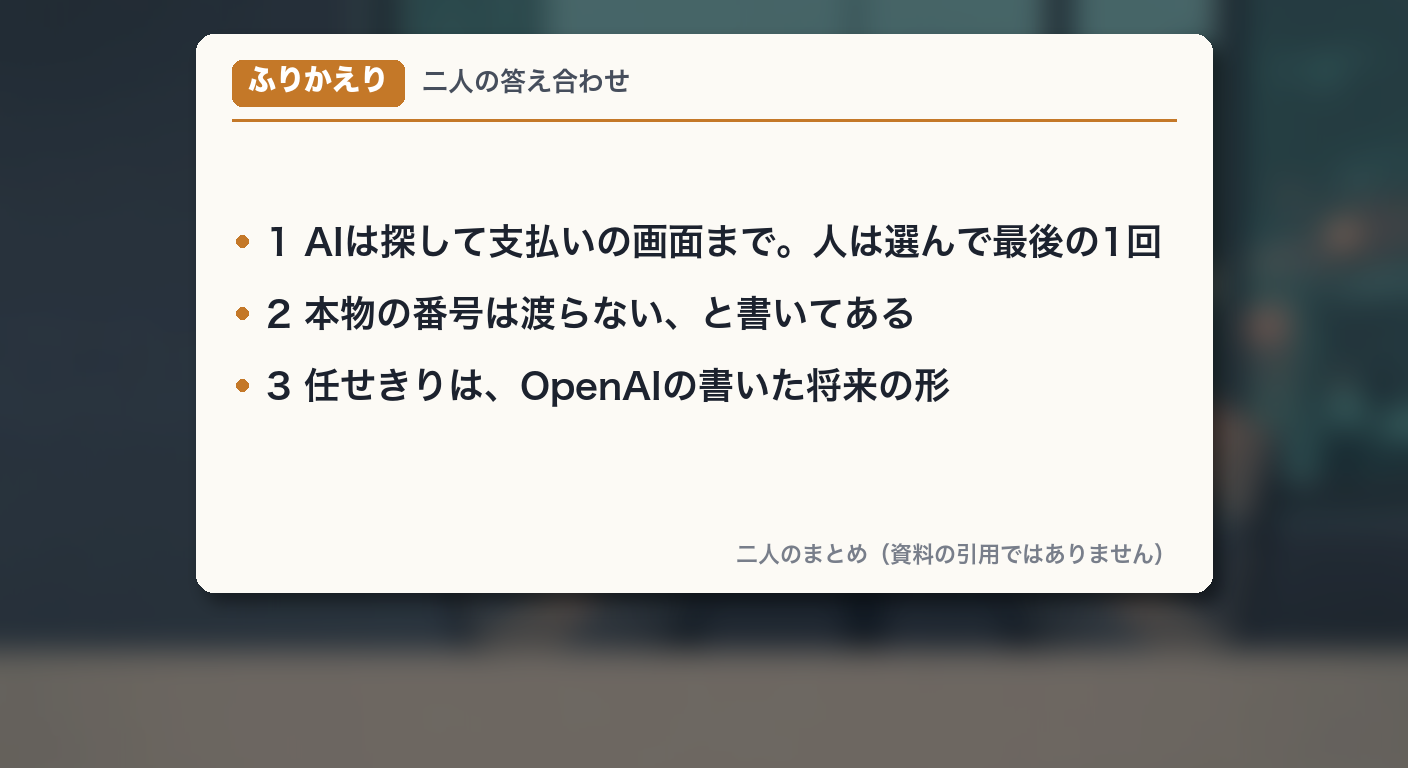 ふりかえり 二人の答え合わせ
• 1 AIは探して支払いの画面まで。人は選んで最後の1回
• 2 本物の番号は渡らない、と書いてある
• 3 任せきりは、OpenAIの書いた将来の形
二人のまとめ（資料の引用ではありません）